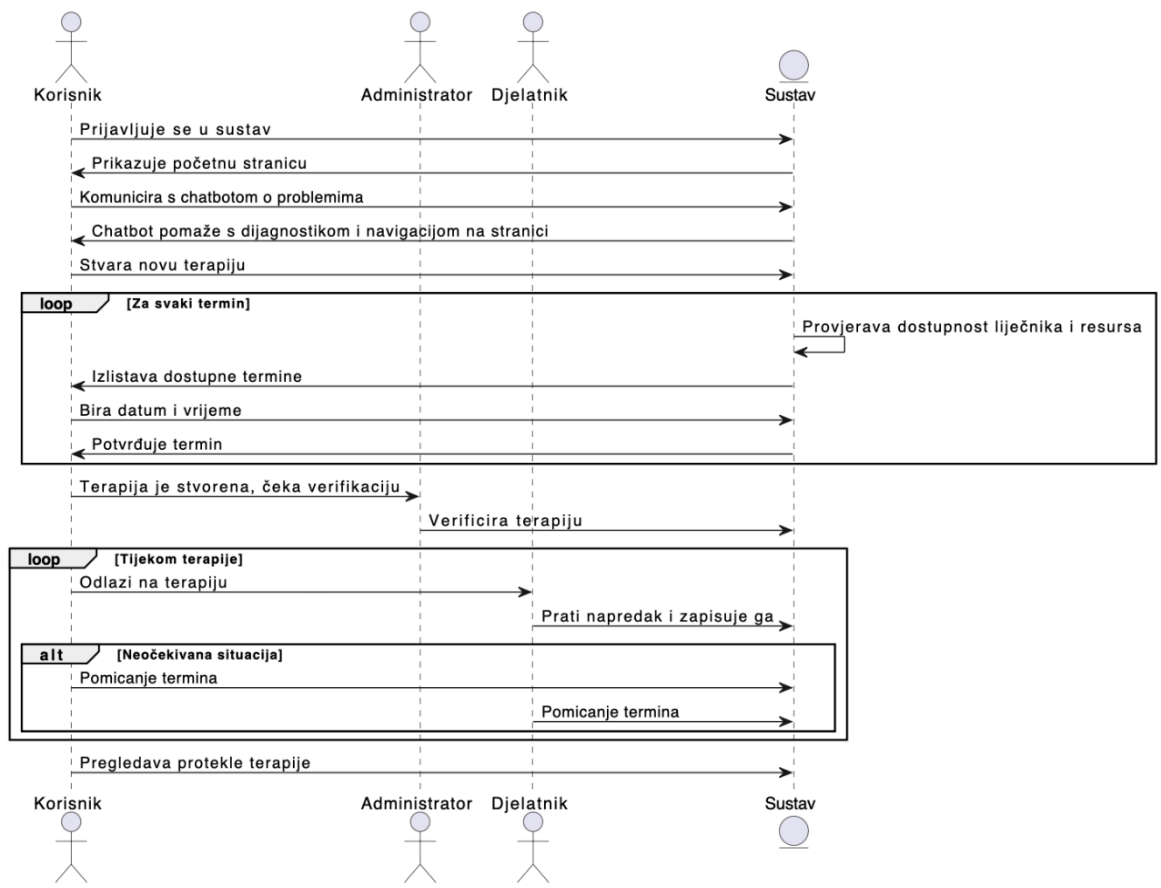 Korisnik
Administrator
Djelatnik
Sustav
Prijavljuje se u sustav
Prikazuje početnu stranicu
Komunicira s chatbotom o problemima
Chatbot pomaže s dijagnostikom i navigacijom na stranici
Stvara novu terapiju
loop [Za svaki termin]
Provjerava dostupnost liječnika i resursa
Izlistava dostupne termine
Bira datum i vrijeme
Potvrđuje termin
Terapija je stvorena, čeka verifikaciju
Verificira terapiju
loop [Tijekom terapije]
Odlazi na terapiju
Prati napredak i zapisuje ga
alt [Neočekivana situacija]
Pomicanje termina
Pomicanje termina
Pregledava protekle terapije
Korisnik
Administrator
Djelatnik
Sustav